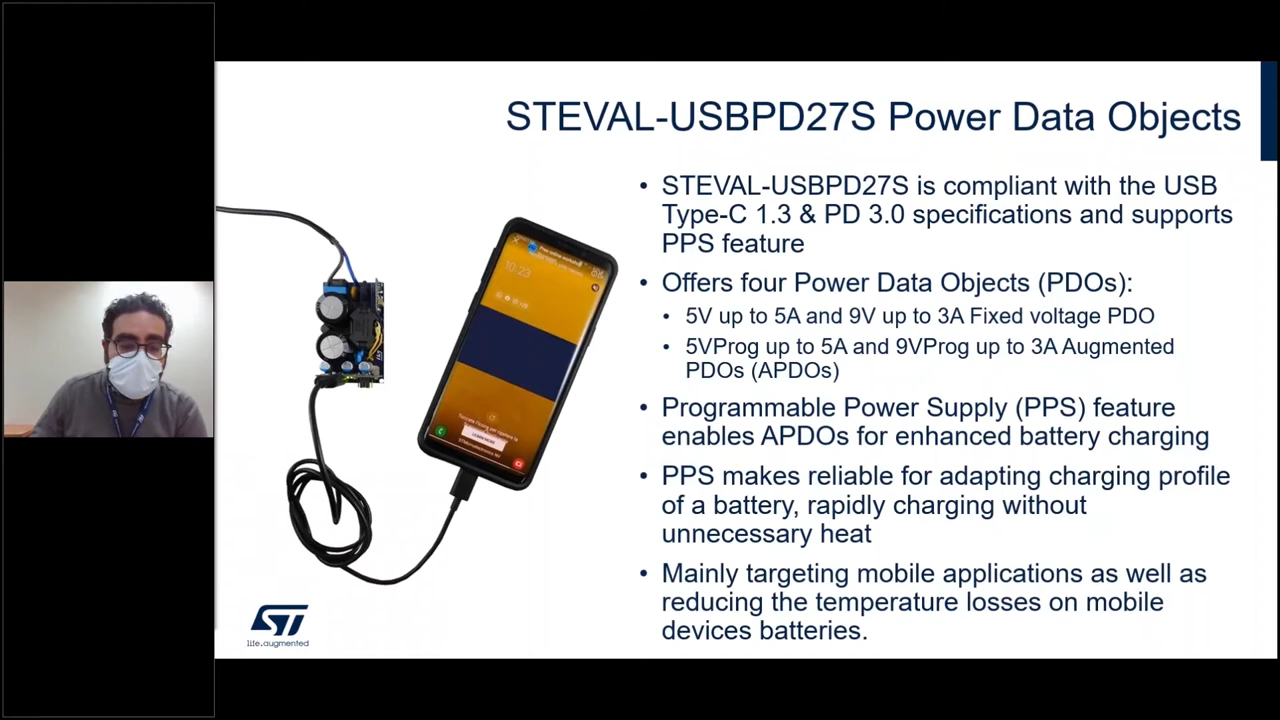 STEVAL-USBPD27S Power Data Objects
• STEVAL-USBPD27S is compliant with the USB
Type-C 1.3 & PD 3.0 specifications and supports
PPS feature
• Offers four Power Data Objects (PDOs):
• 5V up to 5A and 9V up to 3A Fixed voltage PDO
• 5VProg up to 5A and 9VProg up to 3A Augmented
PDOs (APDOs)
• Programmable Power Supply (PPS) feature
enables APDOs for enhanced battery charging
• PPS makes reliable for adapting charging profile
of a battery, rapidly charging without
unnecessary heat
• Mainly targeting mobile applications as well as
reducing the temperature losses on mobile
devices batteries.
10:23
LEARN MORE
ST
life.augmented